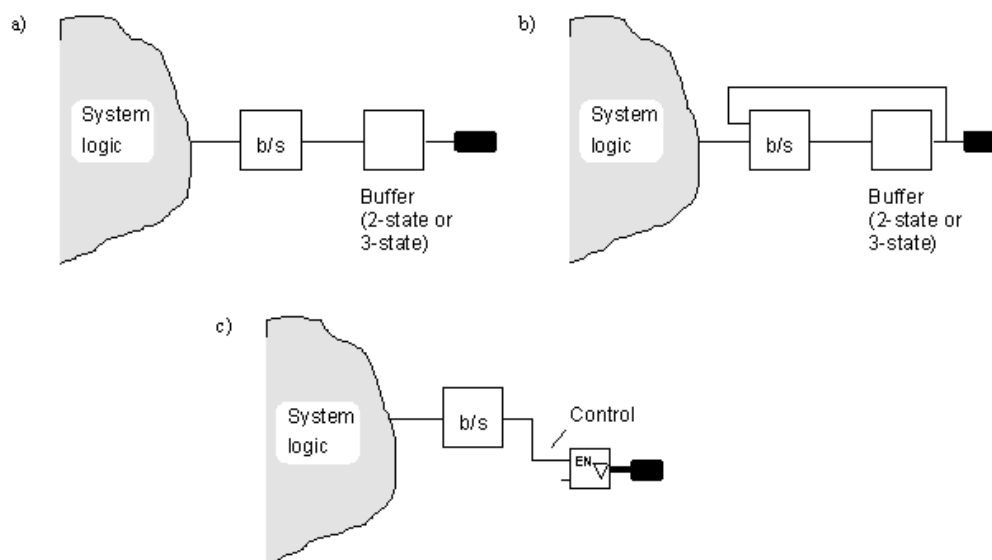 a)
System
logic
b/s
Buffer
(2-state or
3-state)
b)
System
logic
b/s
Buffer
(2-state or
3-state)
c)
System
logic
b/s
Control
EN